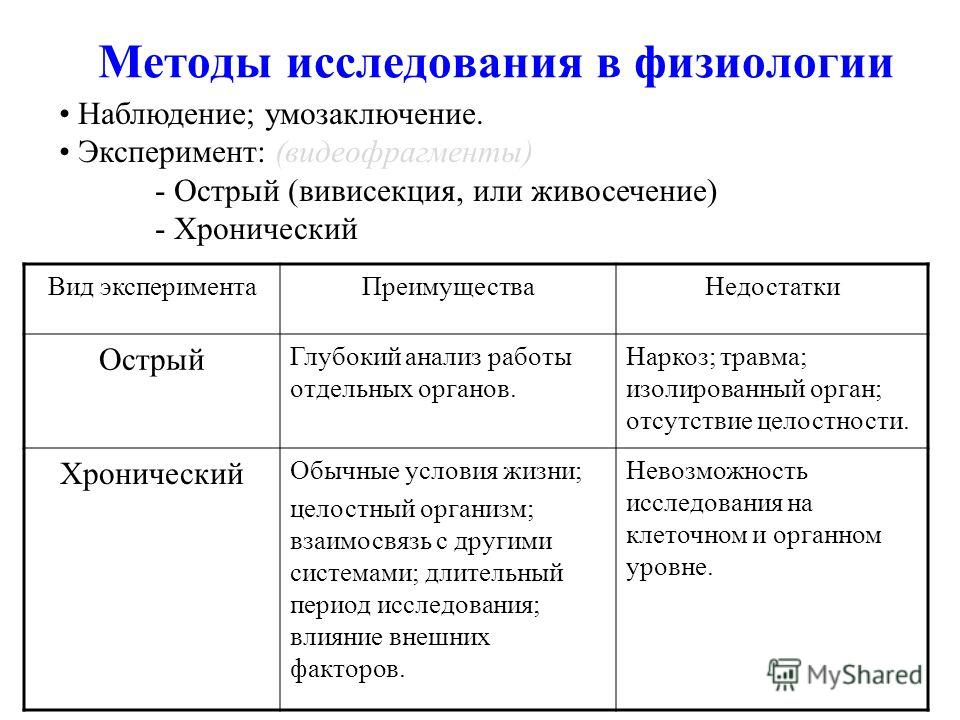 Методы исследования в физиологии
• Наблюдение; умозаключение.
• Эксперимент: (видеофрагменты)
- Острый (вивисекция, или живосечение)
- Хронический
Вид эксперимента
Преимущества
Недостатки
Острый
Глубокий анализ работы
отдельных органов.
Наркоз; травма;
изолированный орган;
отсутствие целостности.
Хронический
Обычные условия жизни;
целостный организм;
взаимосвязь с другими
системами; длительный
период исследования;
влияние внешних
факторов.
Невозможность
исследования на
клеточном и органном
уровне.
MyShared